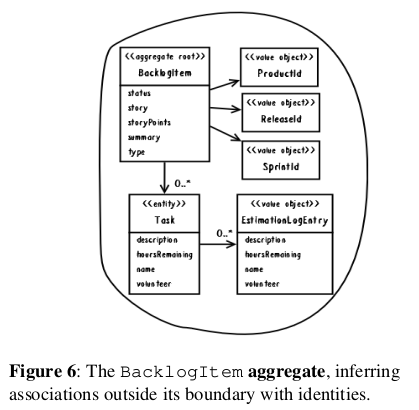 <<aggregate root>>
BacklogItem
status
story
storyPoints
summary
type
<<value object>>
ProductId
<<value object>>
ReleaseId
<<value object>>
SprintId
0..*
<<entity>>
Task
description
hoursRemaining
name
volunteer
0..*
<<value object>>
EstimationLogEntry
description
hoursRemaining
name
volunteer
Figure 6: The BacklogItem aggregate, inferring
associations outside its boundary with identities.